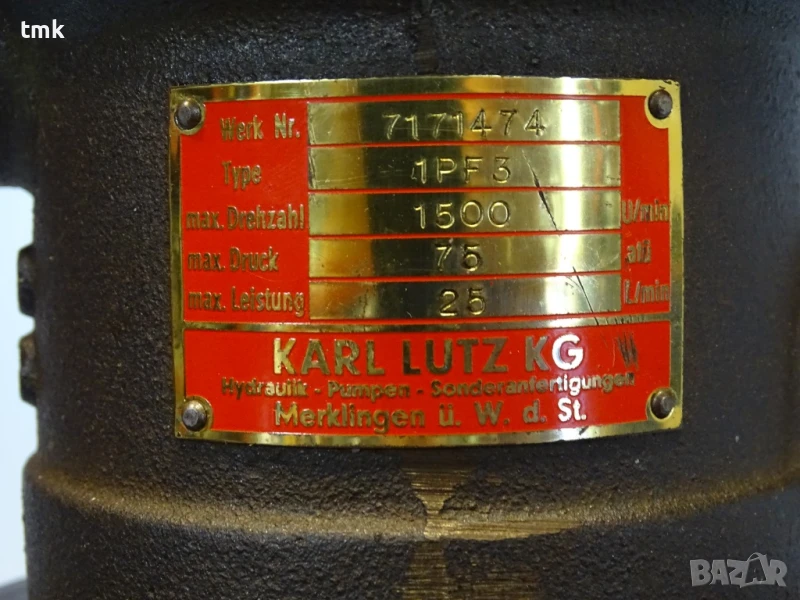 tmk
Werk Nr. 7171474
Type 1PF3
max. Drehzahl 1500 U/min
max. Druck 75 atü
max. Leistung 25 L/min
KARL LUTZ KG
Hydraulik - Pumpen - Sonderanfertigungen
Merklingen ü. W. d. St.
BAZAR